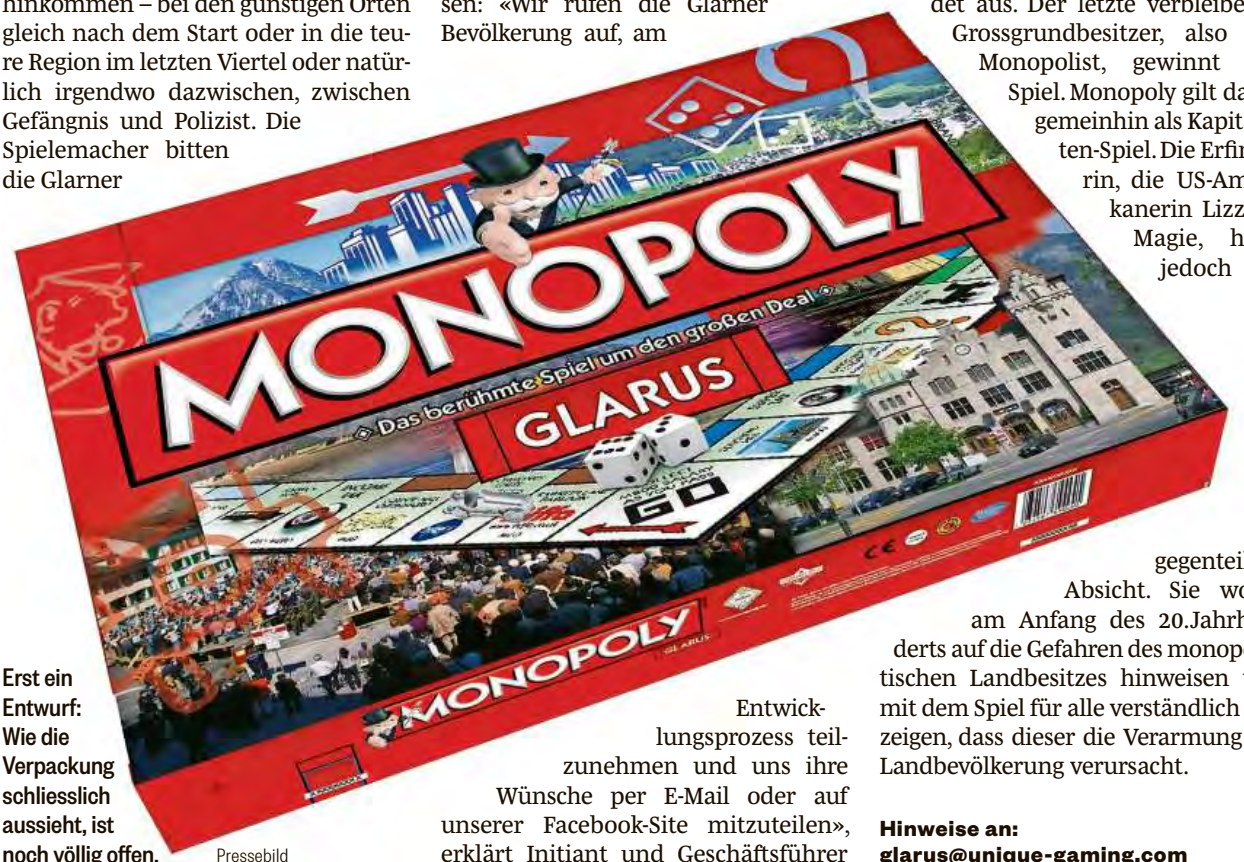 hinkommen – bei den günstigen Orten
gleich nach dem Start oder in die teu-
re Region im letzten Viertel oder natür-
lich irgendwo dazwischen, zwischen
Gefängnis und Polizist. Die
Spielemacher bitten
die Glarner
Erst ein
Entwurf:
Wie die
Verpackung
schliesslich
aussieht, ist
noch völlig offen.
Pressebild
sen: «Wir rufen die Glarner
Bevölkerung auf, am
MONOPOLY
Das berühmte Spiel um den großen Deal
GLARUS
GO
MONOPOLY
GLARUS
CE
Entwick-
lungsprozess teil-
zunehmen und uns ihre
Wünsche per E-Mail oder auf
unserer Facebook-Site mitzuteilen»,
erklärt Initiant und Geschäftsführer
det aus. Der letzte verbleibe
Grossgrundbesitzer, also
Monopolist, gewinnt
Spiel. Monopoly gilt da
gemeinhin als Kapit
ten-Spiel. Die Erfin
rin, die US-Am
kanerin Lizz
Magie, h
jedoch
gegenteil
Absicht. Sie wo
am Anfang des 20.Jahrh
derts auf die Gefahren des monopo
tischen Landbesitzes hinweisen
mit dem Spiel für alle verständlich
zeigen, dass dieser die Verarmung
Landbevölkerung verursacht.
Hinweise an:
glarus@unique-gaming.com